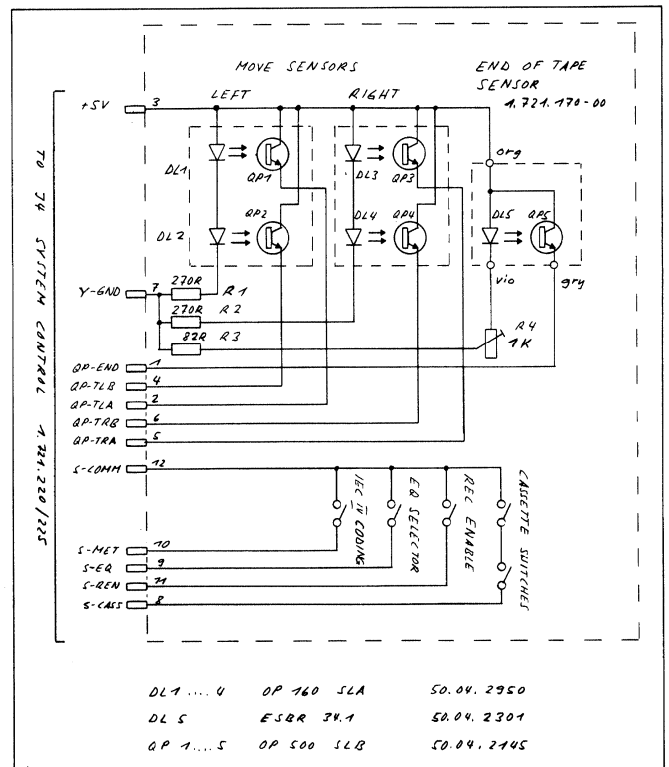 MOVE SENSORS
END OF TAPE
SENSOR
1.721.170-00
LEFT
RIGHT
+5V
3
org
DL1
QP1
DL3
QP3
DL2
QP2
DL4
QP4
DL5
QP5
vio
gry
Y-GND
7
270R
R1
270R
R2
82R
R3
R4
1K
QP-END
1
QP-TLB
4
QP-TLA
2
QP-TRB
6
QP-TRA
5
S-COMM
12
IEC IV CODING
EQ SELECTOR
REC ENABLE
CASSETTE SWITCHES
S-MET
10
S-EQ
9
S-REN
11
S-CASS
8
TO J4 SYSTEM CONTROL 1.721.220/225
DL1 .... 4 OP 160 SLA 50.04.2950
DL 5 ESBR 34.1 50.04.2301
QP 1....5 OP 500 SLB 50.04.2145